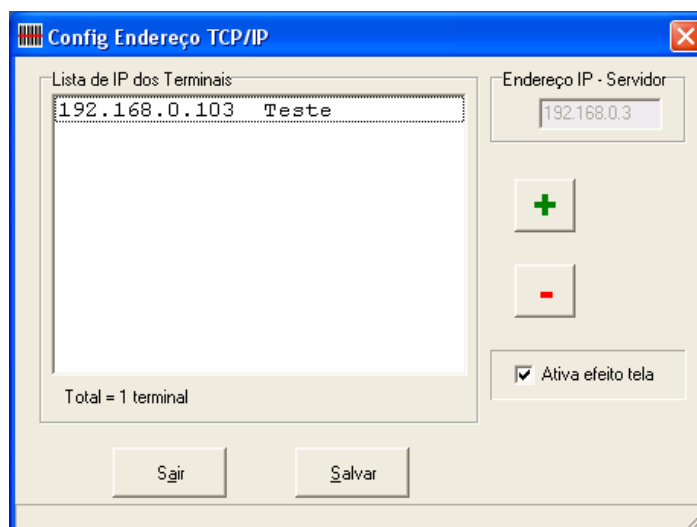 Config Endereço TCP/IP
Lista de IP dos Terminais
192.168.0.103 Teste
Total = 1 terminal
Endereço IP - Servidor
192.168.0.3
+
-
Ativa efeito tela
Sair
Salvar